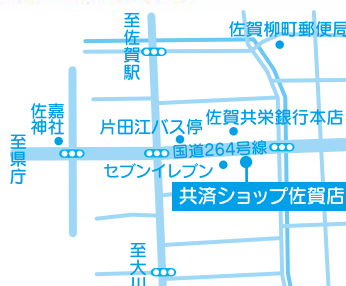 至佐賀駅
佐賀柳町郵便局
佐嘉神社
片田江バス停
佐賀共栄銀行本店
至県庁
国道264号線
セブンイレブン
共済ショップ佐賀店
至大川